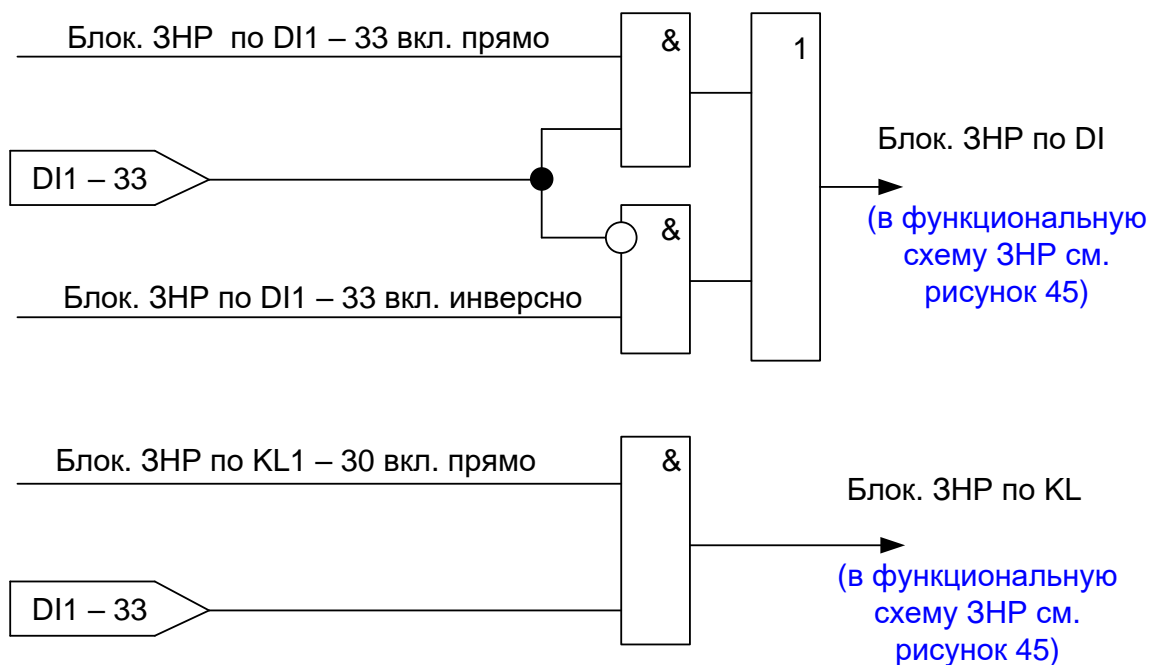 Блок. ЗНР по DI1 – 33 вкл. прямо
&
1
DI1 – 33
Блок. ЗНР по DI
(в функциональную
схему ЗНР см.
рисунок 45)
&
Блок. ЗНР по DI1 – 33 вкл. инверсно
Блок. ЗНР по KL1 – 30 вкл. прямо
&
Блок. ЗНР по KL
(в функциональную
схему ЗНР см.
рисунок 45)
DI1 – 33